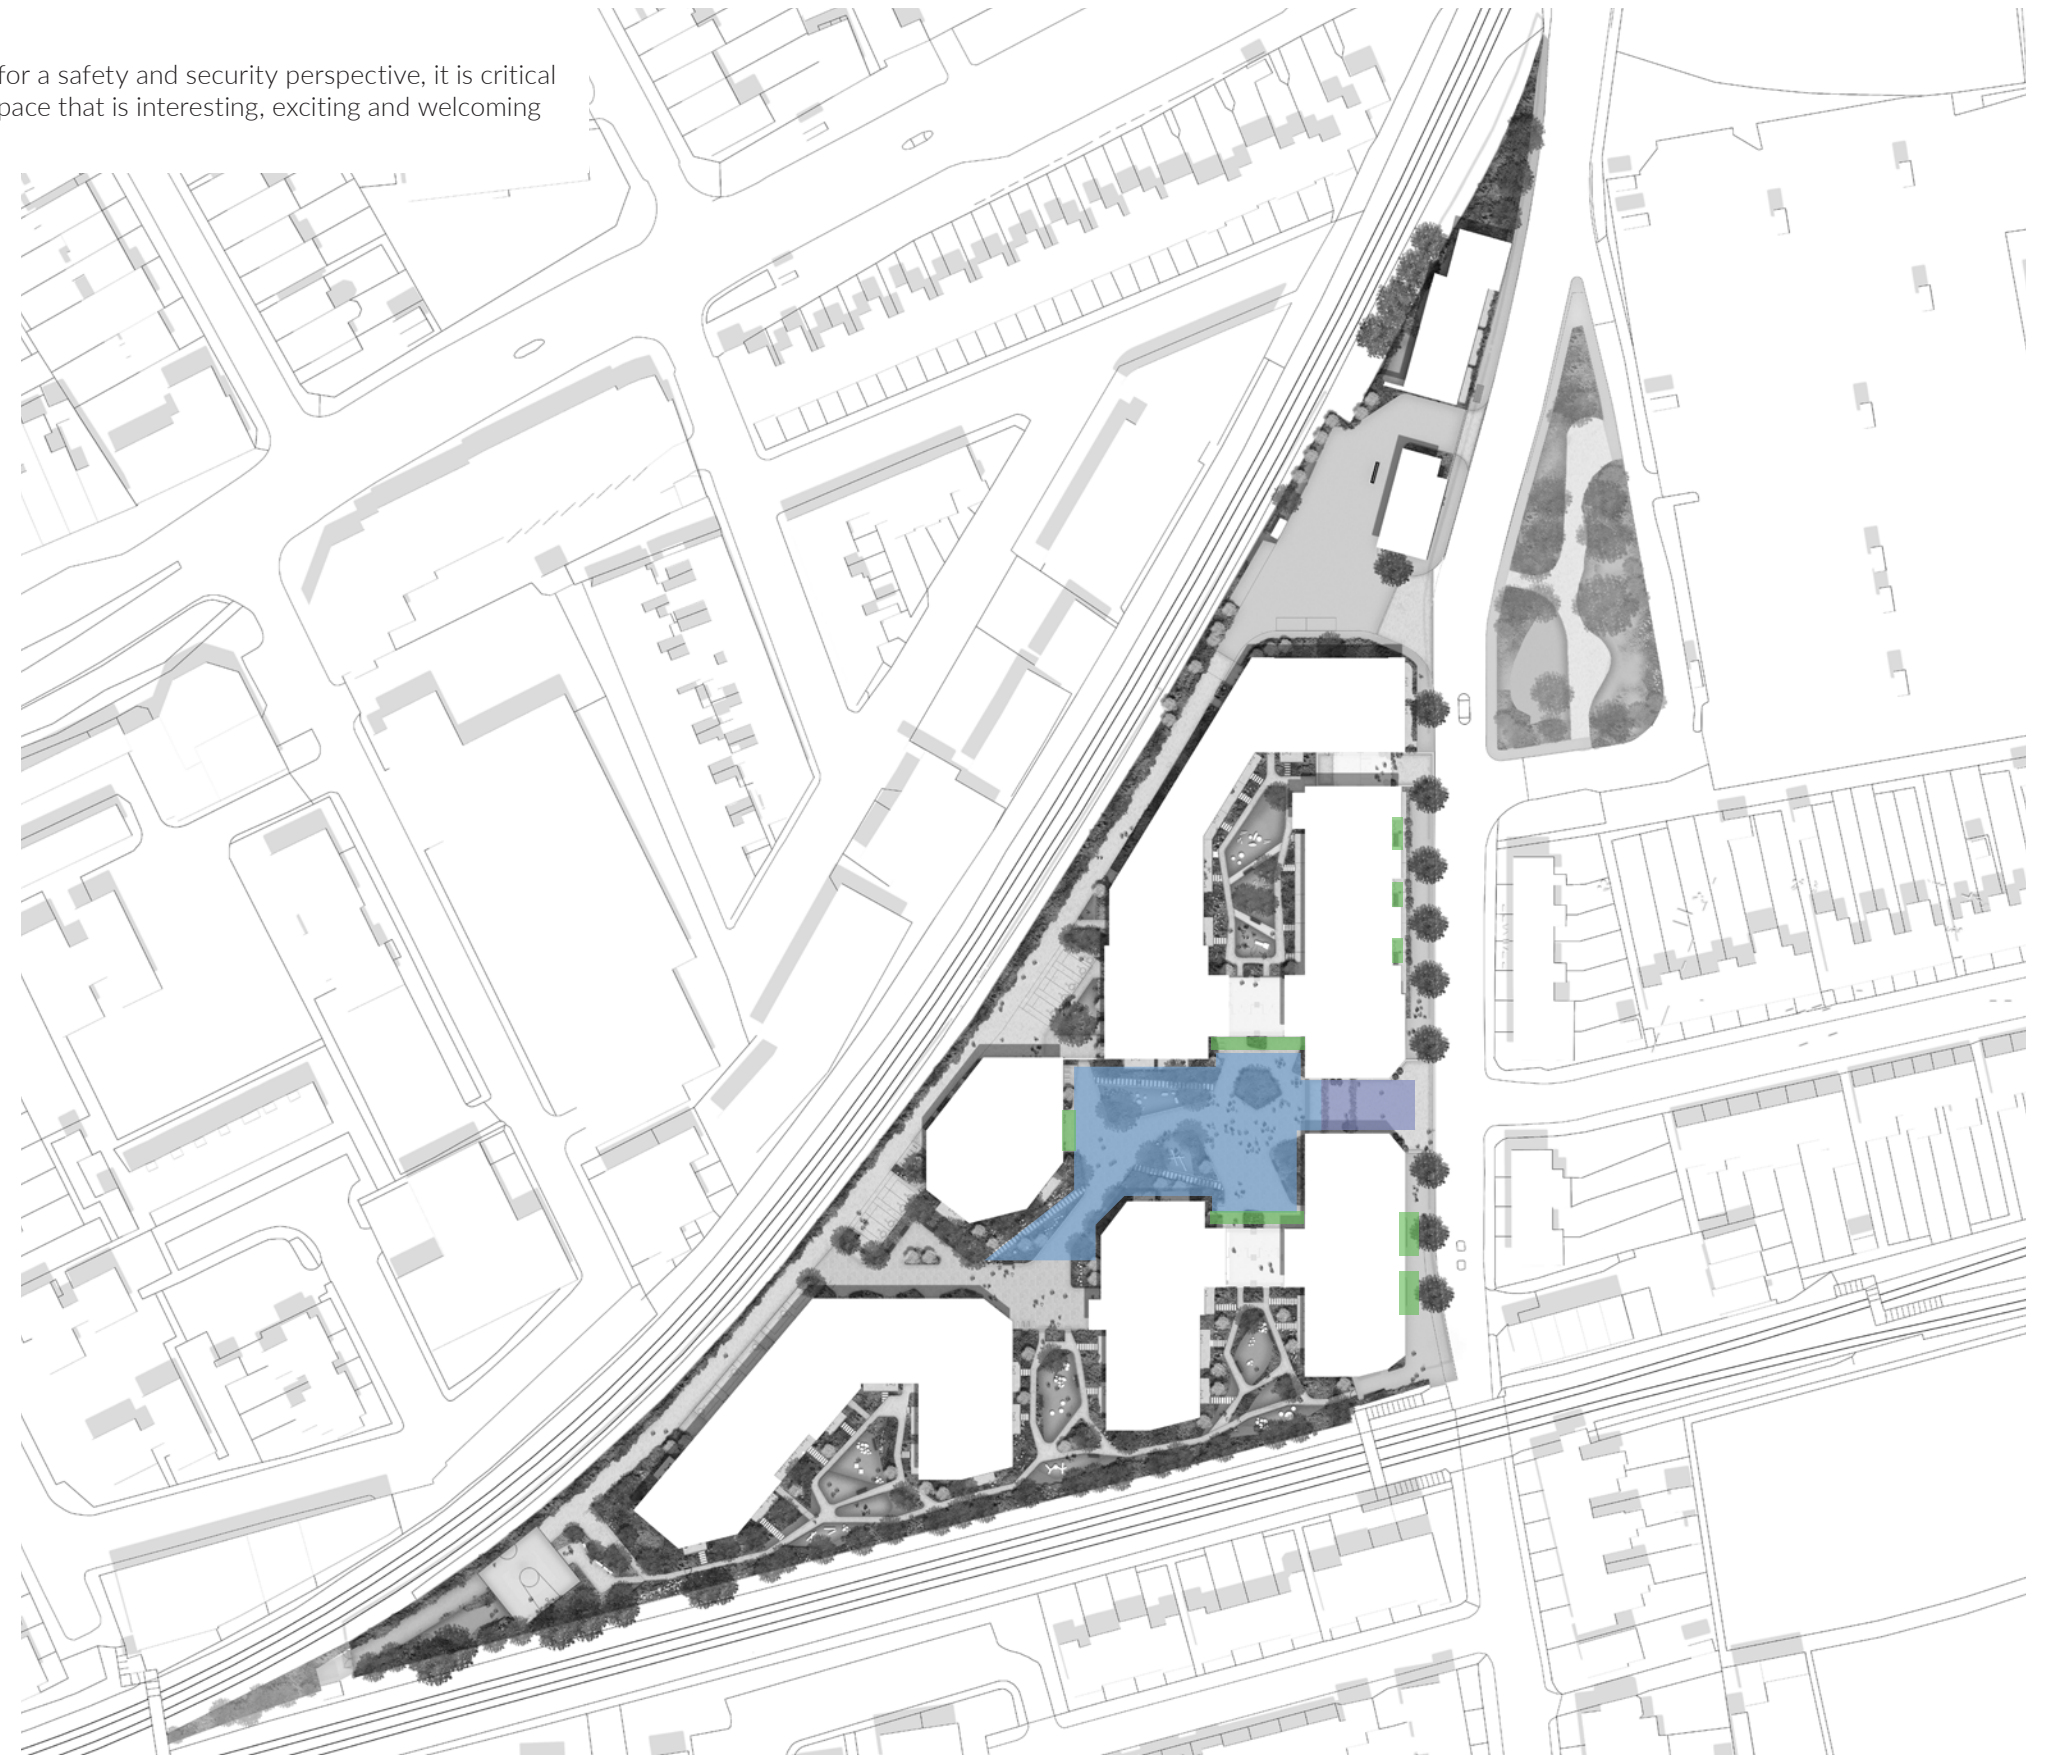 for a safety and security perspective, it is critical
pace that is interesting, exciting and welcoming